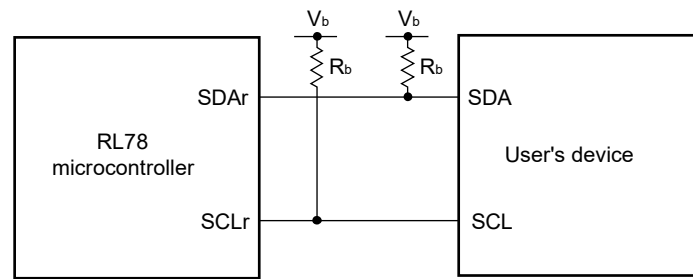 Vb Vb
Rb Rb
SDAr SDA
RL78
microcontroller
User's device
SCLr SCL